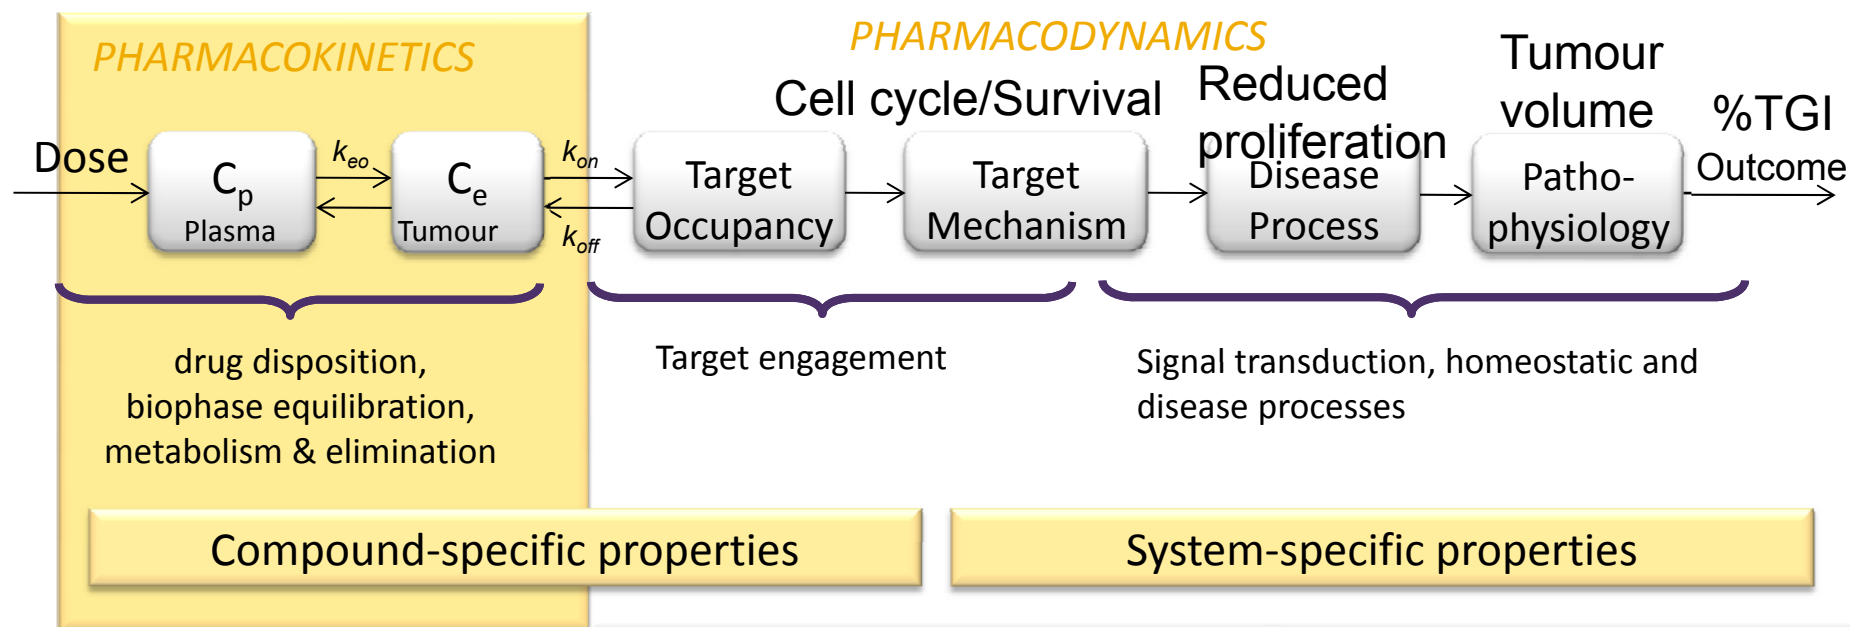 PHARMACOKINETICS
PHARMACODYNAMICS
Cell cycle/Survival
Reduced
proliferation
Tumour
volume
%TGI
Outcome
Dose
Cp
Plasma
keo
Ce
Tumour
kon
koff
Target
Occupancy
Target
Mechanism
Disease
Process
Patho-
physiology
drug disposition,
biophase equilibration,
metabolism & elimination
Target engagement
Signal transduction, homeostatic and
disease processes
Compound-specific properties
System-specific properties